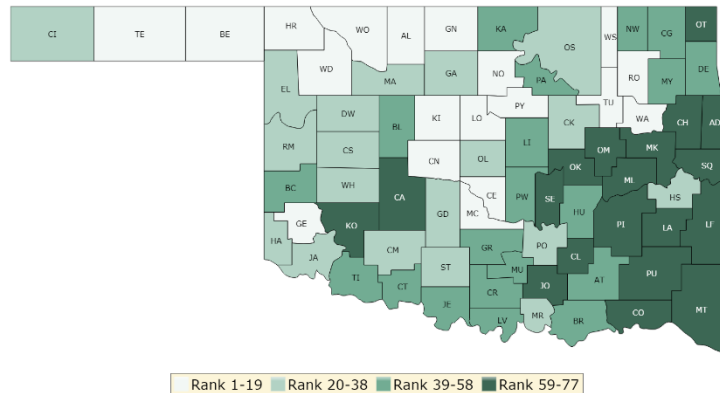 HR WO AL GN KA OS WS NW CG OT
CI TE BE
WD MA GA NO PA RO MY DE
EL
DW BL KI LO PY CK TU WA CH AD
RM CS CN OL LI OM MK
OK MI SQ
BC WH CA CE PW SE HS
GE KO GD MC HU PI LA LF
HA JA CM ST GR PO CL
TI CT MU JO AT PU
JE CR MR BR CO MT
LV
Rank 1-19 Rank 20-38 Rank 39-58 Rank 59-77